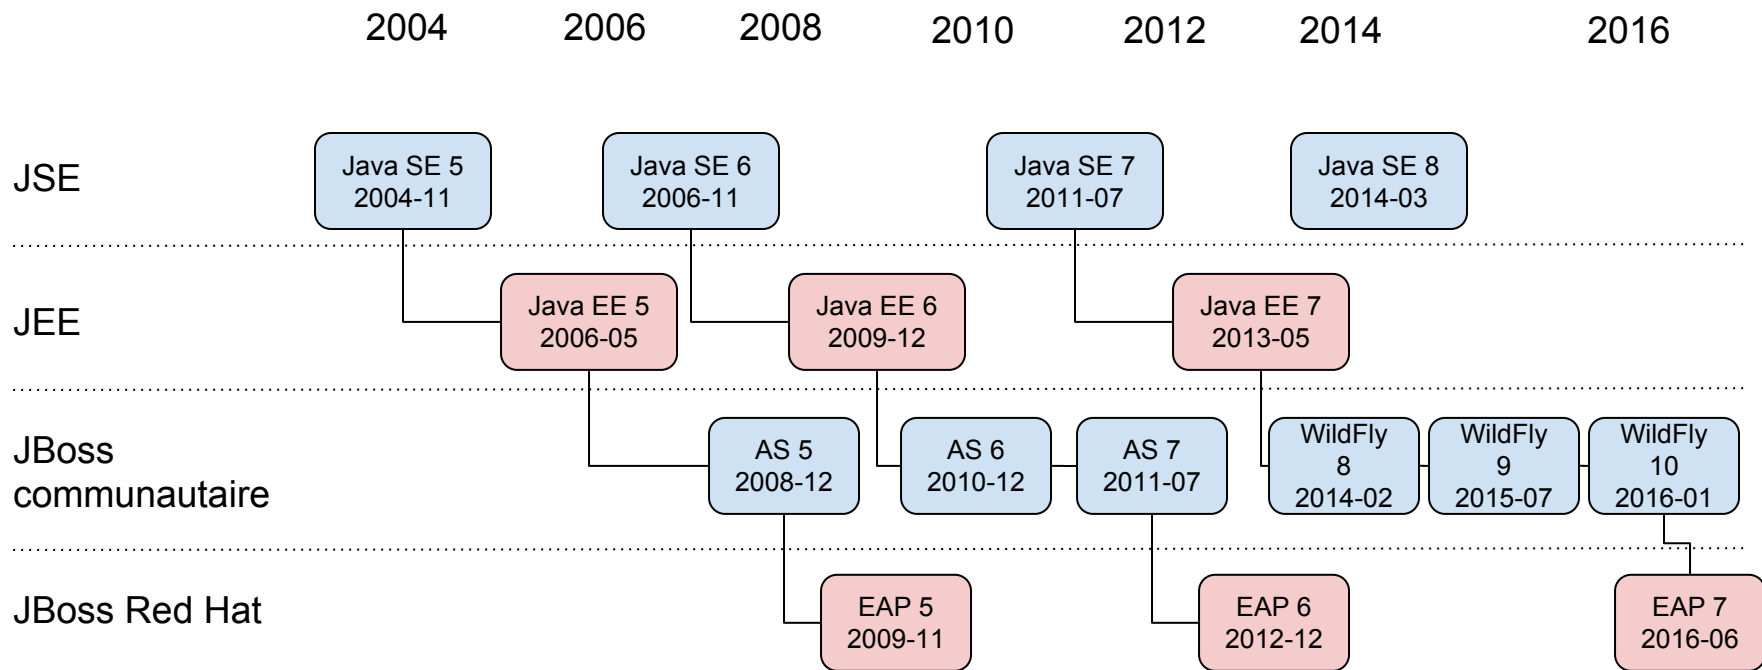 2004 2006 2008 2010 2012 2014 2016
JSE
Java SE 5
2004-11
Java SE 6
2006-11
Java SE 7
2011-07
Java SE 8
2014-03
JEE
Java EE 5
2006-05
Java EE 6
2009-12
Java EE 7
2013-05
JBoss
communautaire
AS 5
2008-12
AS 6
2010-12
AS 7
2011-07
WildFly
8
2014-02
WildFly
9
2015-07
WildFly
10
2016-01
JBoss Red Hat
EAP 5
2009-11
EAP 6
2012-12
EAP 7
2016-06